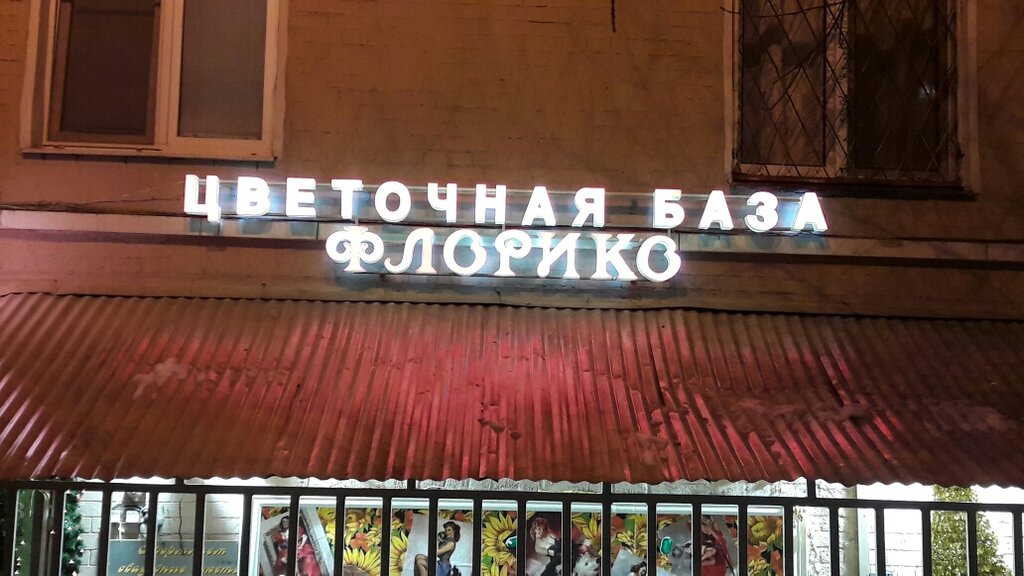 ЦВЕТОЧНАЯ БАЗА
ФЛОРИКО